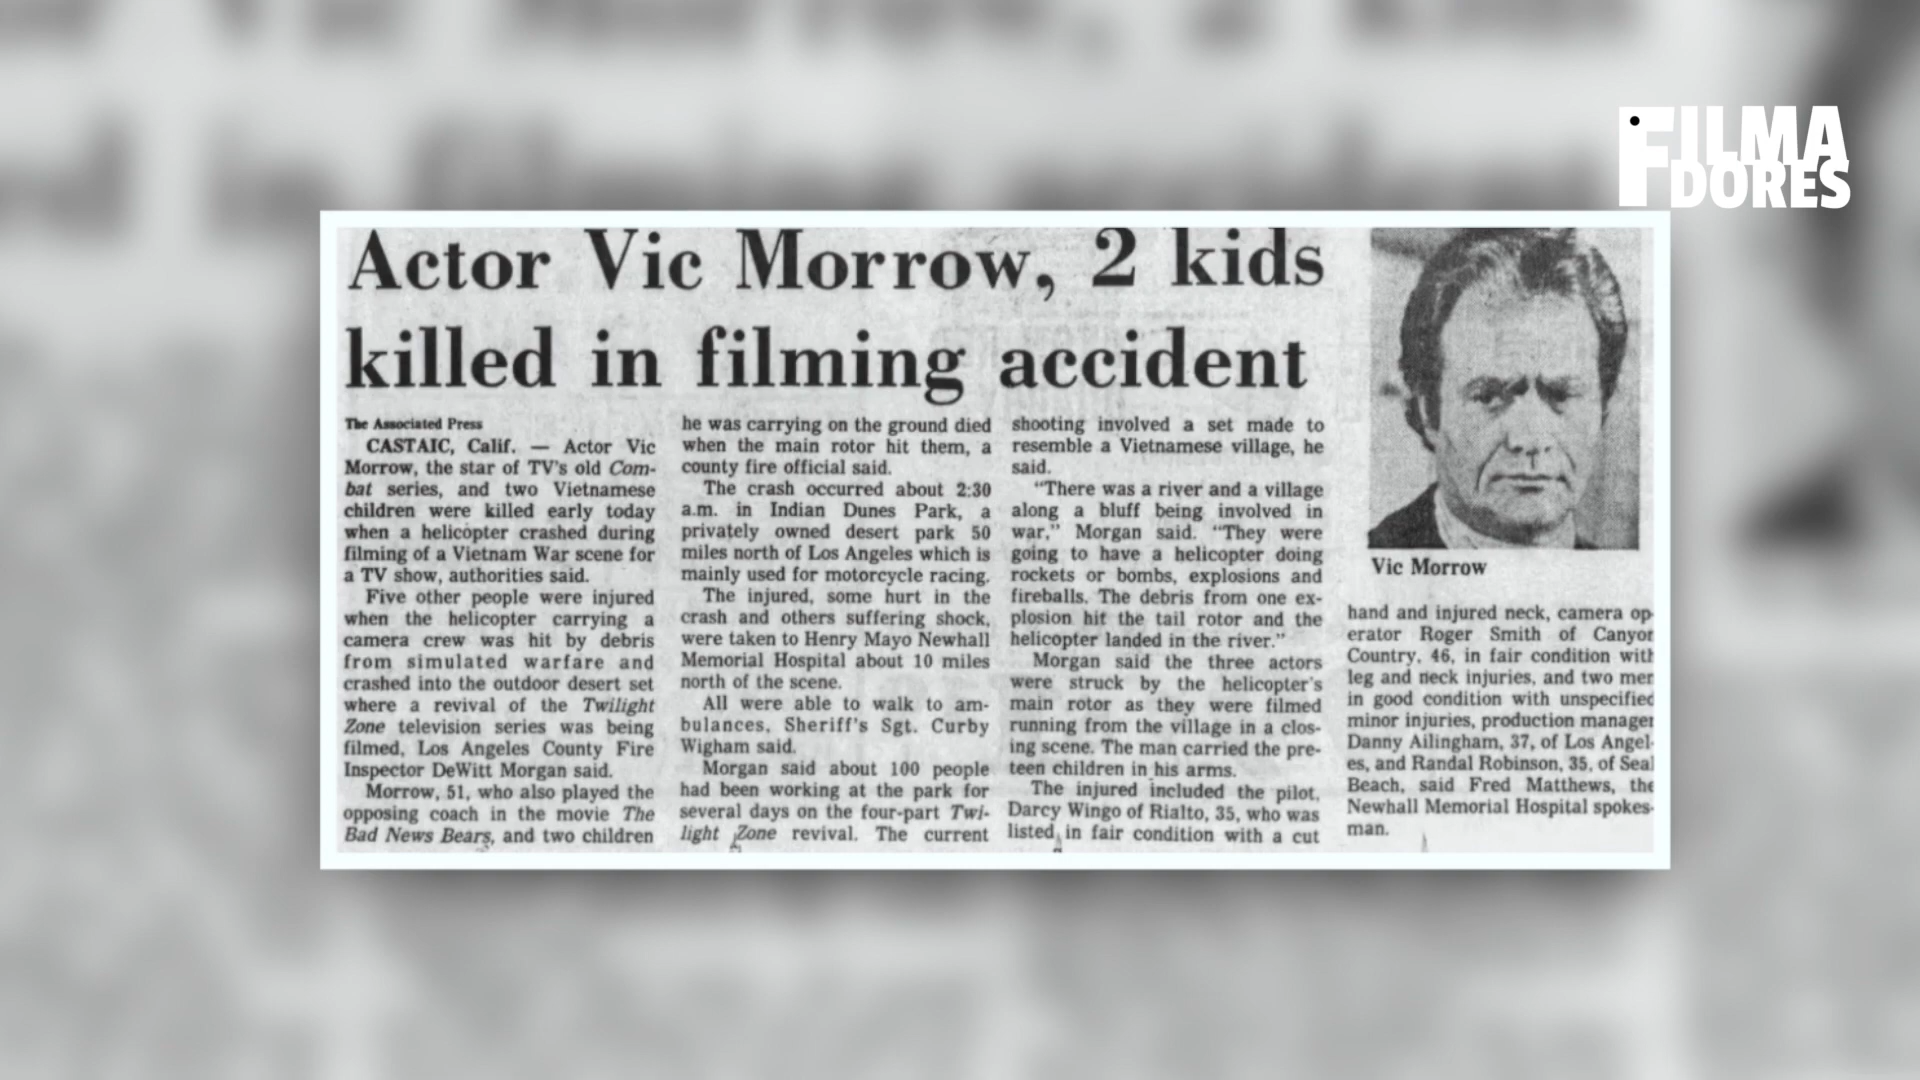 FILMA
DORES
Actor Vic Morrow, 2 kids
killed in filming accident
The Associated Press
CASTAIC, Calif. — Actor Vic
Morrow, the star of TV's old Com-
bat series, and two Vietnamese
children were killed early today
when a helicopter crashed during
filming of a Vietnam War scene for
a TV show, authorities said.
Five other people were injured
when the helicopter carrying a
camera crew was hit by debris
from simulated warfare and
crashed into the outdoor desert set
where a revival of the Twilight
Zone television series was being
filmed, Los Angeles County Fire
Inspector DeWitt Morgan said.
Morrow, 51, who also played the
opposing coach in the movie The
Bad News Bears, and two children
he was carrying on the ground died
when the main rotor hit them, a
county fire official said.
The crash occurred about 2:30
a.m. in Indian Dunes Park, a
privately owned desert park 50
miles north of Los Angeles which is
mainly used for motorcycle racing.
The injured, some hurt in the
crash and others suffering shock,
were taken to Henry Mayo Newhall
Memorial Hospital about 10 miles
north of the scene.
All were able to walk to am-
bulances, Sheriff's Sgt. Curby
Wigham said.
Morgan said about 100 people
had been working at the park for
several days on the four-part Twi-
light Zone revival. The current
shooting involved a set made to
resemble a Vietnamese village, he
said.
"There was a river and a village
along a bluff being involved in
war," Morgan said. "They were
going to have a helicopter doing
rockets or bombs, explosions and
fireballs. The debris from one ex-
plosion hit the tail rotor and the
helicopter landed in the river."
Morgan said the three actors
were struck by the helicopter's
main rotor as they were filmed
running from the village in a clos-
ing scene. The man carried the pre-
teen children in his arms.
The injured included the pilot,
Darcy Wingo of Rialto, 35, who was
listed in fair condition with a cut
Vic Morrow
hand and injured neck, camera op-
erator Roger Smith of Canyon
Country, 46, in fair condition with
leg and neck injuries, and two men
in good condition with unspecified
minor injuries, production manager
Danny Ailingham, 37, of Los Angel-
es, and Randal Robinson, 35, of Seal
Beach, said Fred Matthews, the
Newhall Memorial Hospital spokes-
man.